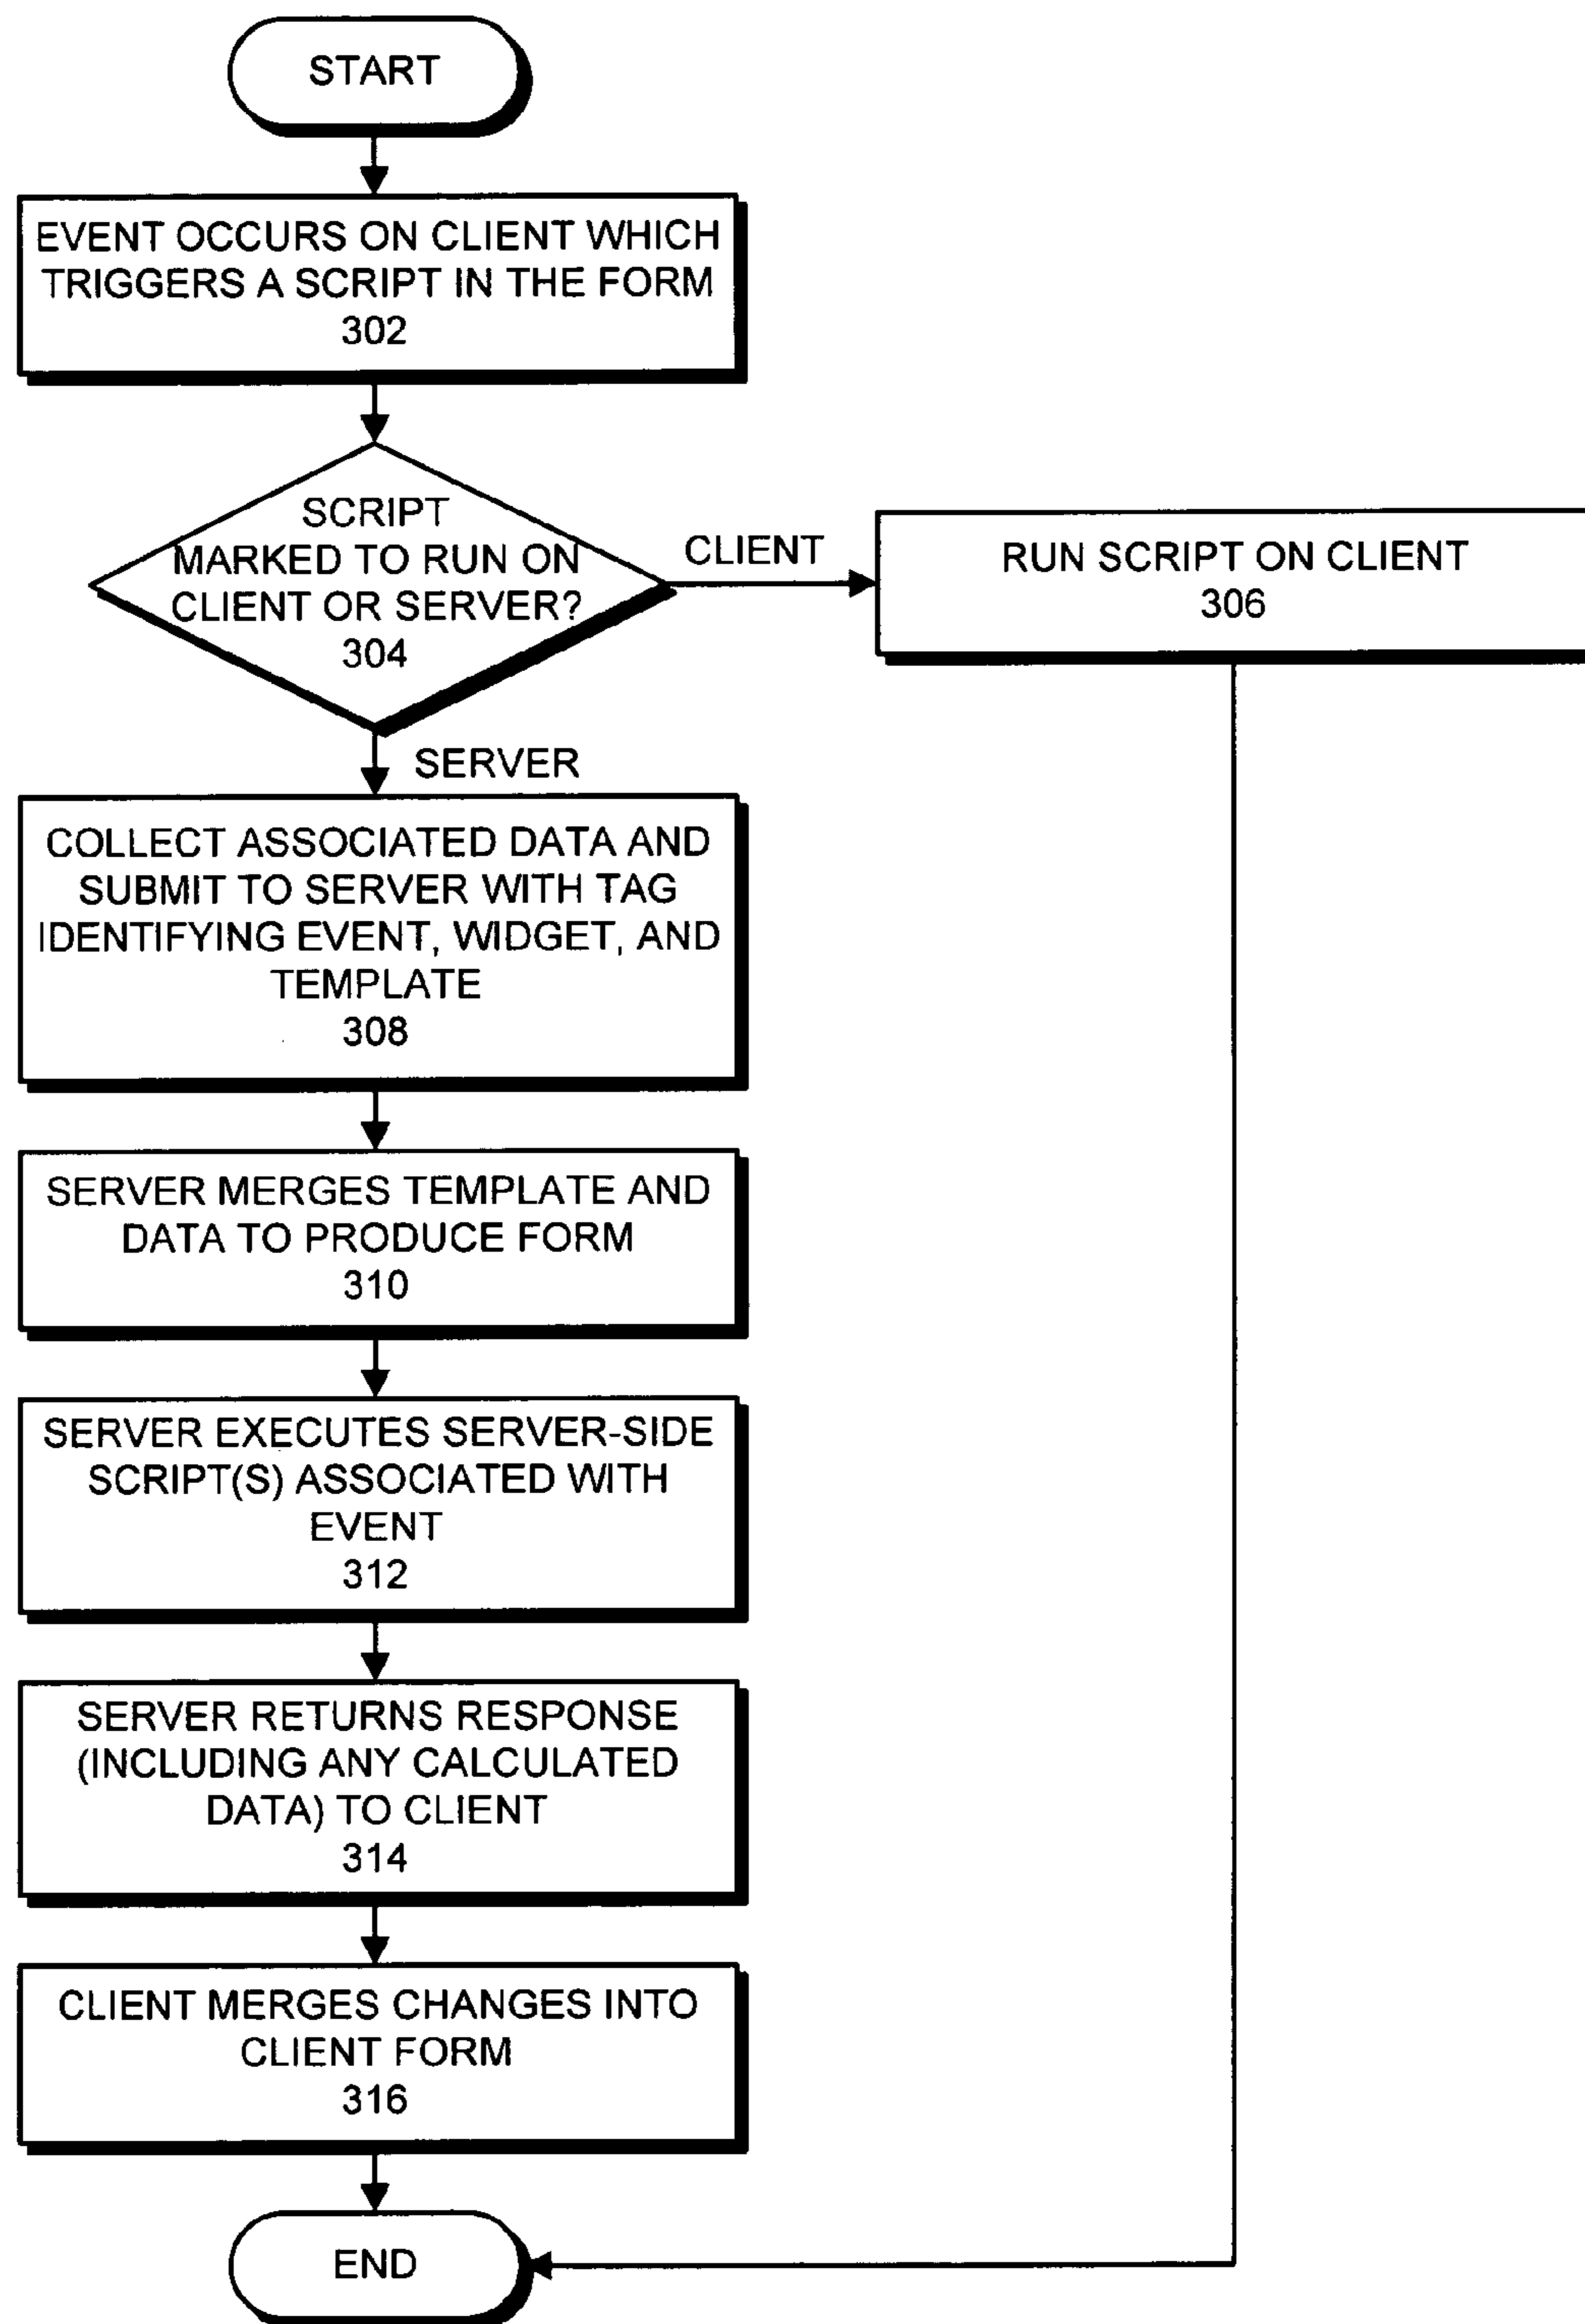 START
EVENT OCCURS ON CLIENT WHICH
TRIGGERS A SCRIPT IN THE FORM
302
SCRIPT
MARKED TO RUN ON
CLIENT OR SERVER?
304
CLIENT
RUN SCRIPT ON CLIENT
306
SERVER
COLLECT ASSOCIATED DATA AND
SUBMIT TO SERVER WITH TAG
IDENTIFYING EVENT, WIDGET, AND
TEMPLATE
308
SERVER MERGES TEMPLATE AND
DATA TO PRODUCE FORM
310
SERVER EXECUTES SERVER-SIDE
SCRIPT(S) ASSOCIATED WITH
EVENT
312
SERVER RETURNS RESPONSE
(INCLUDING ANY CALCULATED
DATA) TO CLIENT
314
CLIENT MERGES CHANGES INTO
CLIENT FORM
316
END